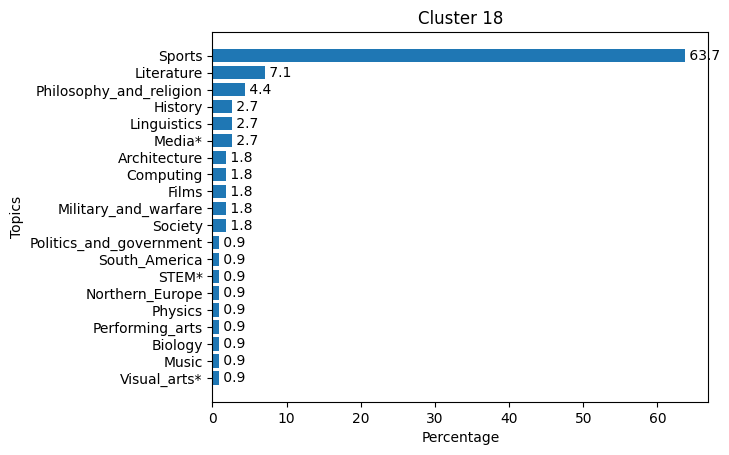 Cluster 18
Sports 63.7
Literature 7.1
Philosophy_and_religion 4.4
History 2.7
Linguistics 2.7
Media* 2.7
Architecture 1.8
Computing 1.8
Films 1.8
Military_and_warfare 1.8
Society 1.8
Politics_and_government 0.9
South_America 0.9
STEM* 0.9
Northern_Europe 0.9
Physics 0.9
Performing_arts 0.9
Biology 0.9
Music 0.9
Visual_arts* 0.9
Topics
0 10 20 30 40 50 60
Percentage